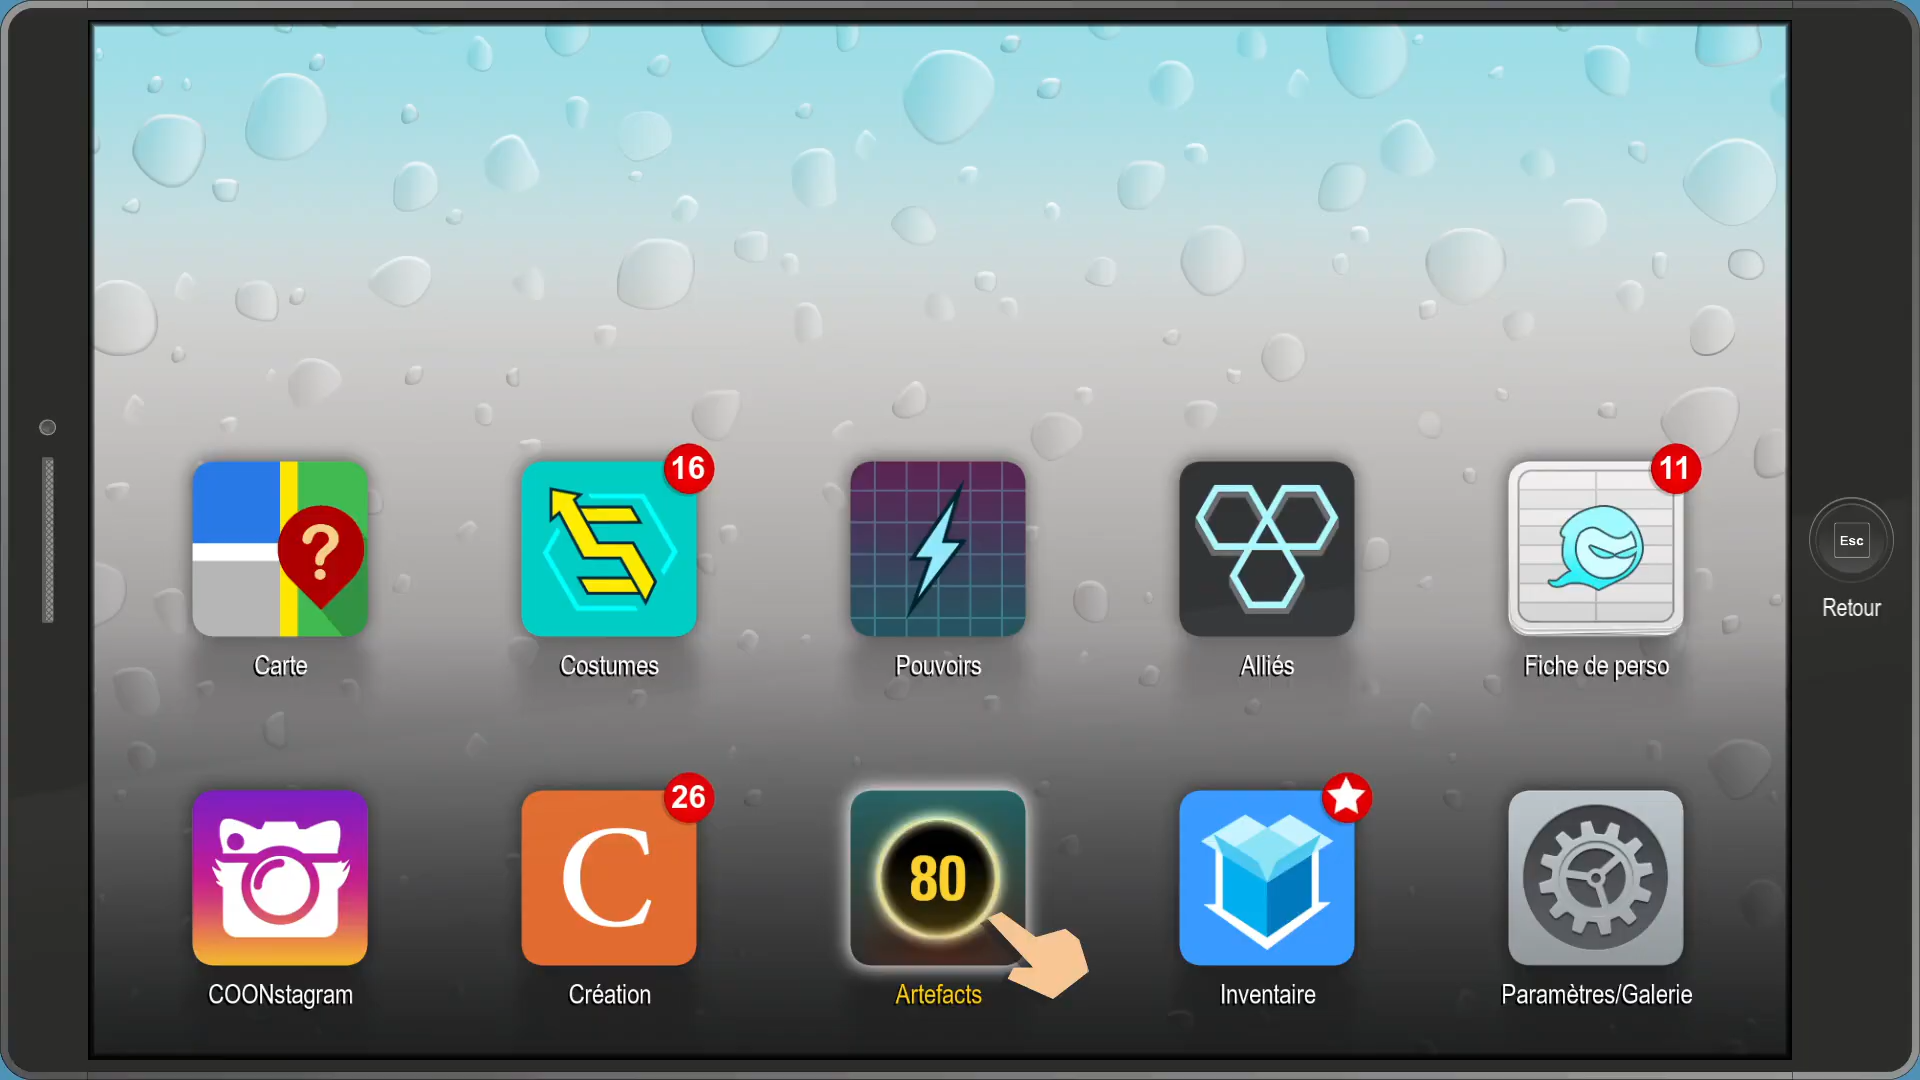 16
11
?
Esc
Retour
Carte
Costumes
Pouvoirs
Alliés
Fiche de perso
26
C
80
COONstagram
Création
Artefacts
Inventaire
Paramètres/Galerie